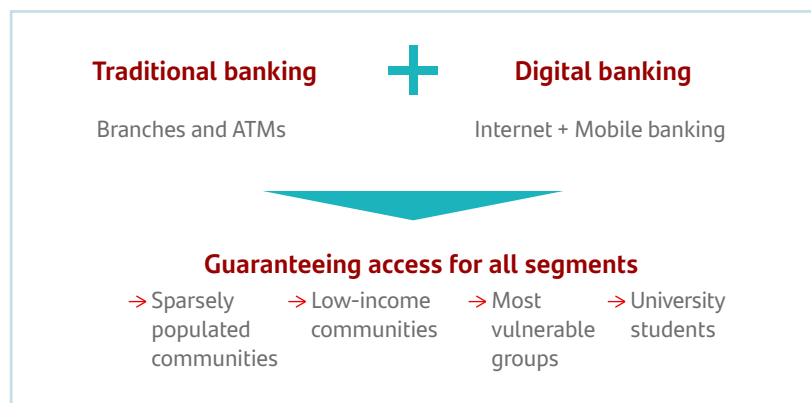 Traditional banking
Digital banking
Branches and ATMs
Internet + Mobile banking
Guaranteeing access for all segments
→ Sparsely
populated
communities
→ Low-income
communities
→ Most
vulnerable
groups
→ University
students